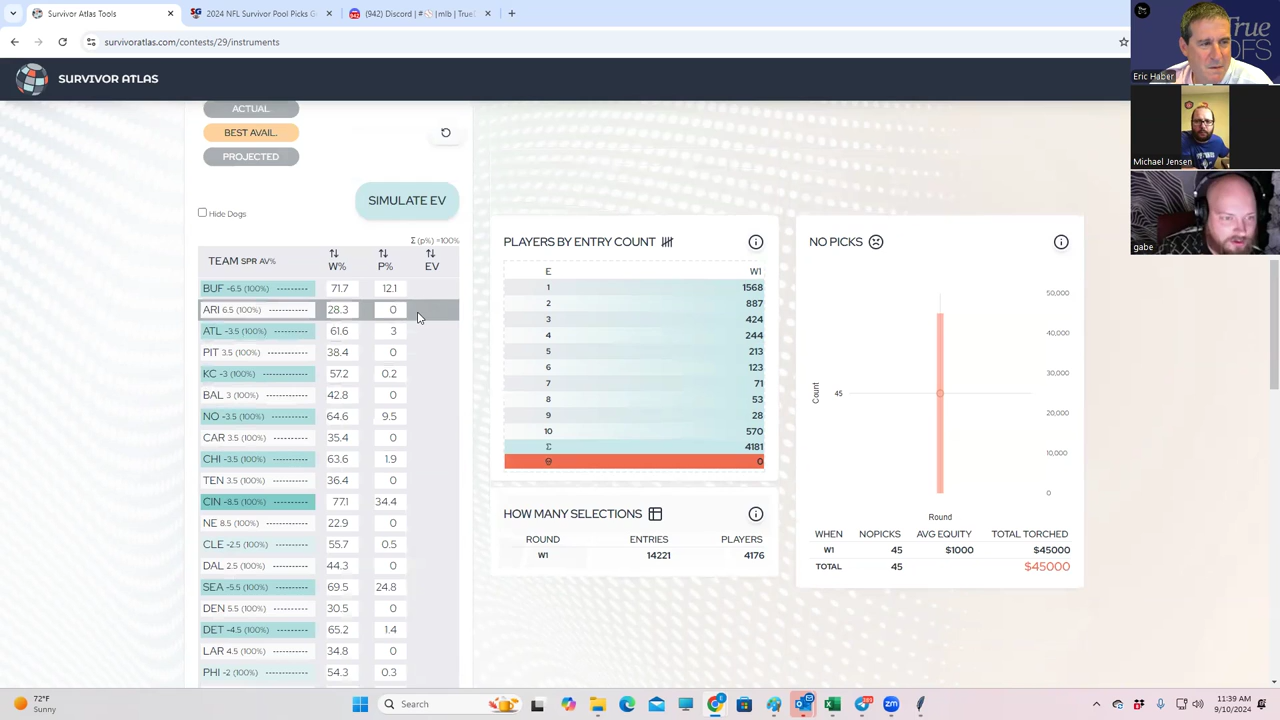 Survivor Atlas Tools
2024 NFL Survivor Pool Picks G
(942) Discord | #⚾ |mlb | True
survivoratlas.com/contests/29/instruments
SURVIVOR ATLAS
True
DFS
Eric Haber
Michael Jensen
gabe
ACTUAL
BEST AVAIL.
PROJECTED
SIMULATE EV
Hide Dogs
Σ (p%) =100%
TEAM SPR AV% W% P% EV
BUF -6.5 (100%) --------- 71.7 12.1
ARI 6.5 (100%) --------- 28.3 0
ATL -3.5 (100%) --------- 61.6 3
PIT 3.5 (100%) --------- 38.4 0
KC -3 (100%) --------- 57.2 0.2
BAL 3 (100%) --------- 42.8 0
NO -3.5 (100%) --------- 64.6 9.5
CAR 3.5 (100%) --------- 35.4 0
CHI -3.5 (100%) --------- 63.6 1.9
TEN 3.5 (100%) --------- 36.4 0
CIN -8.5 (100%) --------- 77.1 34.4
NE 8.5 (100%) --------- 22.9 0
CLE -2.5 (100%) --------- 55.7 0.5
DAL 2.5 (100%) --------- 44.3 0
SEA -5.5 (100%) --------- 69.5 24.8
DEN 5.5 (100%) --------- 30.5 0
DET -4.5 (100%) --------- 65.2 1.4
LAR 4.5 (100%) --------- 34.8 0
PHI -2 (100%) --------- 54.3 0.3
PLAYERS BY ENTRY COUNT
E W1
1 1568
2 887
3 424
4 244
5 213
6 123
7 71
8 53
9 28
10 570
Σ 4181
0
HOW MANY SELECTIONS
ROUND ENTRIES PLAYERS
W1 14221 4176
NO PICKS
50,000
40,000
30,000
20,000
10,000
0
Count
45
Round
WHEN NOPICKS AVG EQUITY TOTAL TORCHED
W1 45 $1000 $45000
TOTAL 45 $45000
72°F
Sunny
Search
11:39 AM
9/10/2024